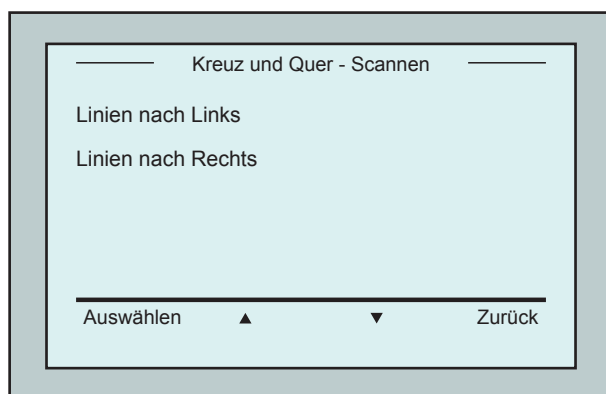 Kreuz und Quer - Scannen
Linien nach Links
Linien nach Rechts
Auswählen ▲ ▼ Zurück